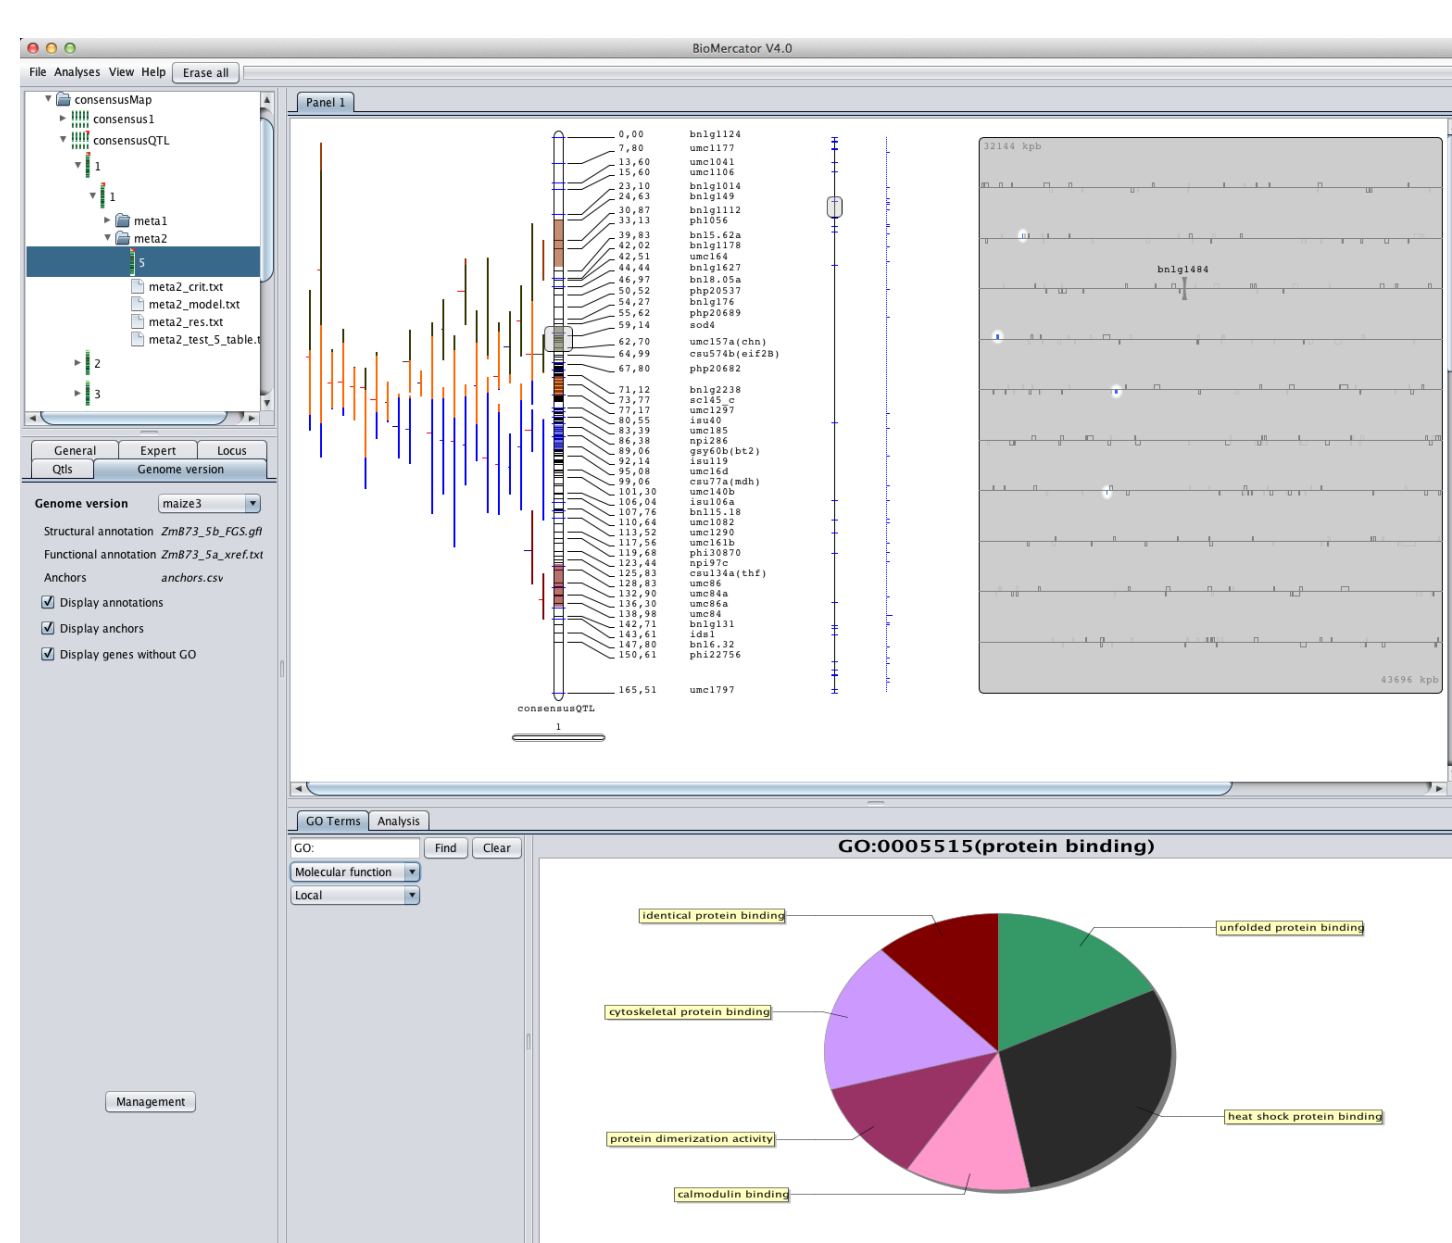 BioMercator V4.0
File Analyses View Help Erase all
consensusMap
consensus1
consensusQTL
1
1
meta1
meta2
5
meta2_crit.txt
meta2_model.txt
meta2_res.txt
meta2_test_5_table.t
2
3
General Expert Locus
Qtls Genome version
Genome version maize3
Structural annotation ZmB73_5b_FGS.gff
Functional annotation ZmB73_5a_xref.txt
Anchors anchors.csv
Display annotations
Display anchors
Display genes without GO
Management
Panel 1
0,00 bnlg1124
7,80 umc1177
13,60 umc1041
15,60 umc1106
23,10 bnlg1014
24,63 bnlg149
30,87 bnlg1112
33,13 ph1056
39,83 bnl5.62a
42,02 bnlg1178
42,51 umc164
44,44 bnlg1627
46,97 bnl8.05a
50,52 php20537
54,27 bnlg176
55,62 php20689
59,14 sod4
62,70 umc157a(chn)
64,99 csu574b(eif2B)
67,80 php20682
71,12 bnlg2238
73,77 scl45_c
77,17 umc1297
80,55 isu40
83,39 umc185
86,38 npi286
89,06 gsy60b(bt2)
92,14 isu119
95,08 umc16d
99,06 csu77a(mdh)
101,30 umc140b
106,04 isu106a
107,76 bnl15.18
110,64 umc1082
113,52 umc1290
117,56 umc161b
119,68 phi30870
123,44 npi97c
125,83 csu134a(thf)
128,83 umc86
132,90 umc84a
136,30 umc86a
138,98 umc84
142,71 bnlg131
143,61 ids1
147,80 bnl6.32
150,61 phi22756
165,51 umc1797
consensusQTL
1
32144 kpb
bnlg1484
43696 kpb
GO Terms Analysis
GO: Find Clear
Molecular function
Local
GO:0005515(protein binding)
identical protein binding
unfolded protein binding
cytoskeletal protein binding
heat shock protein binding
protein dimerization activity
calmodulin binding